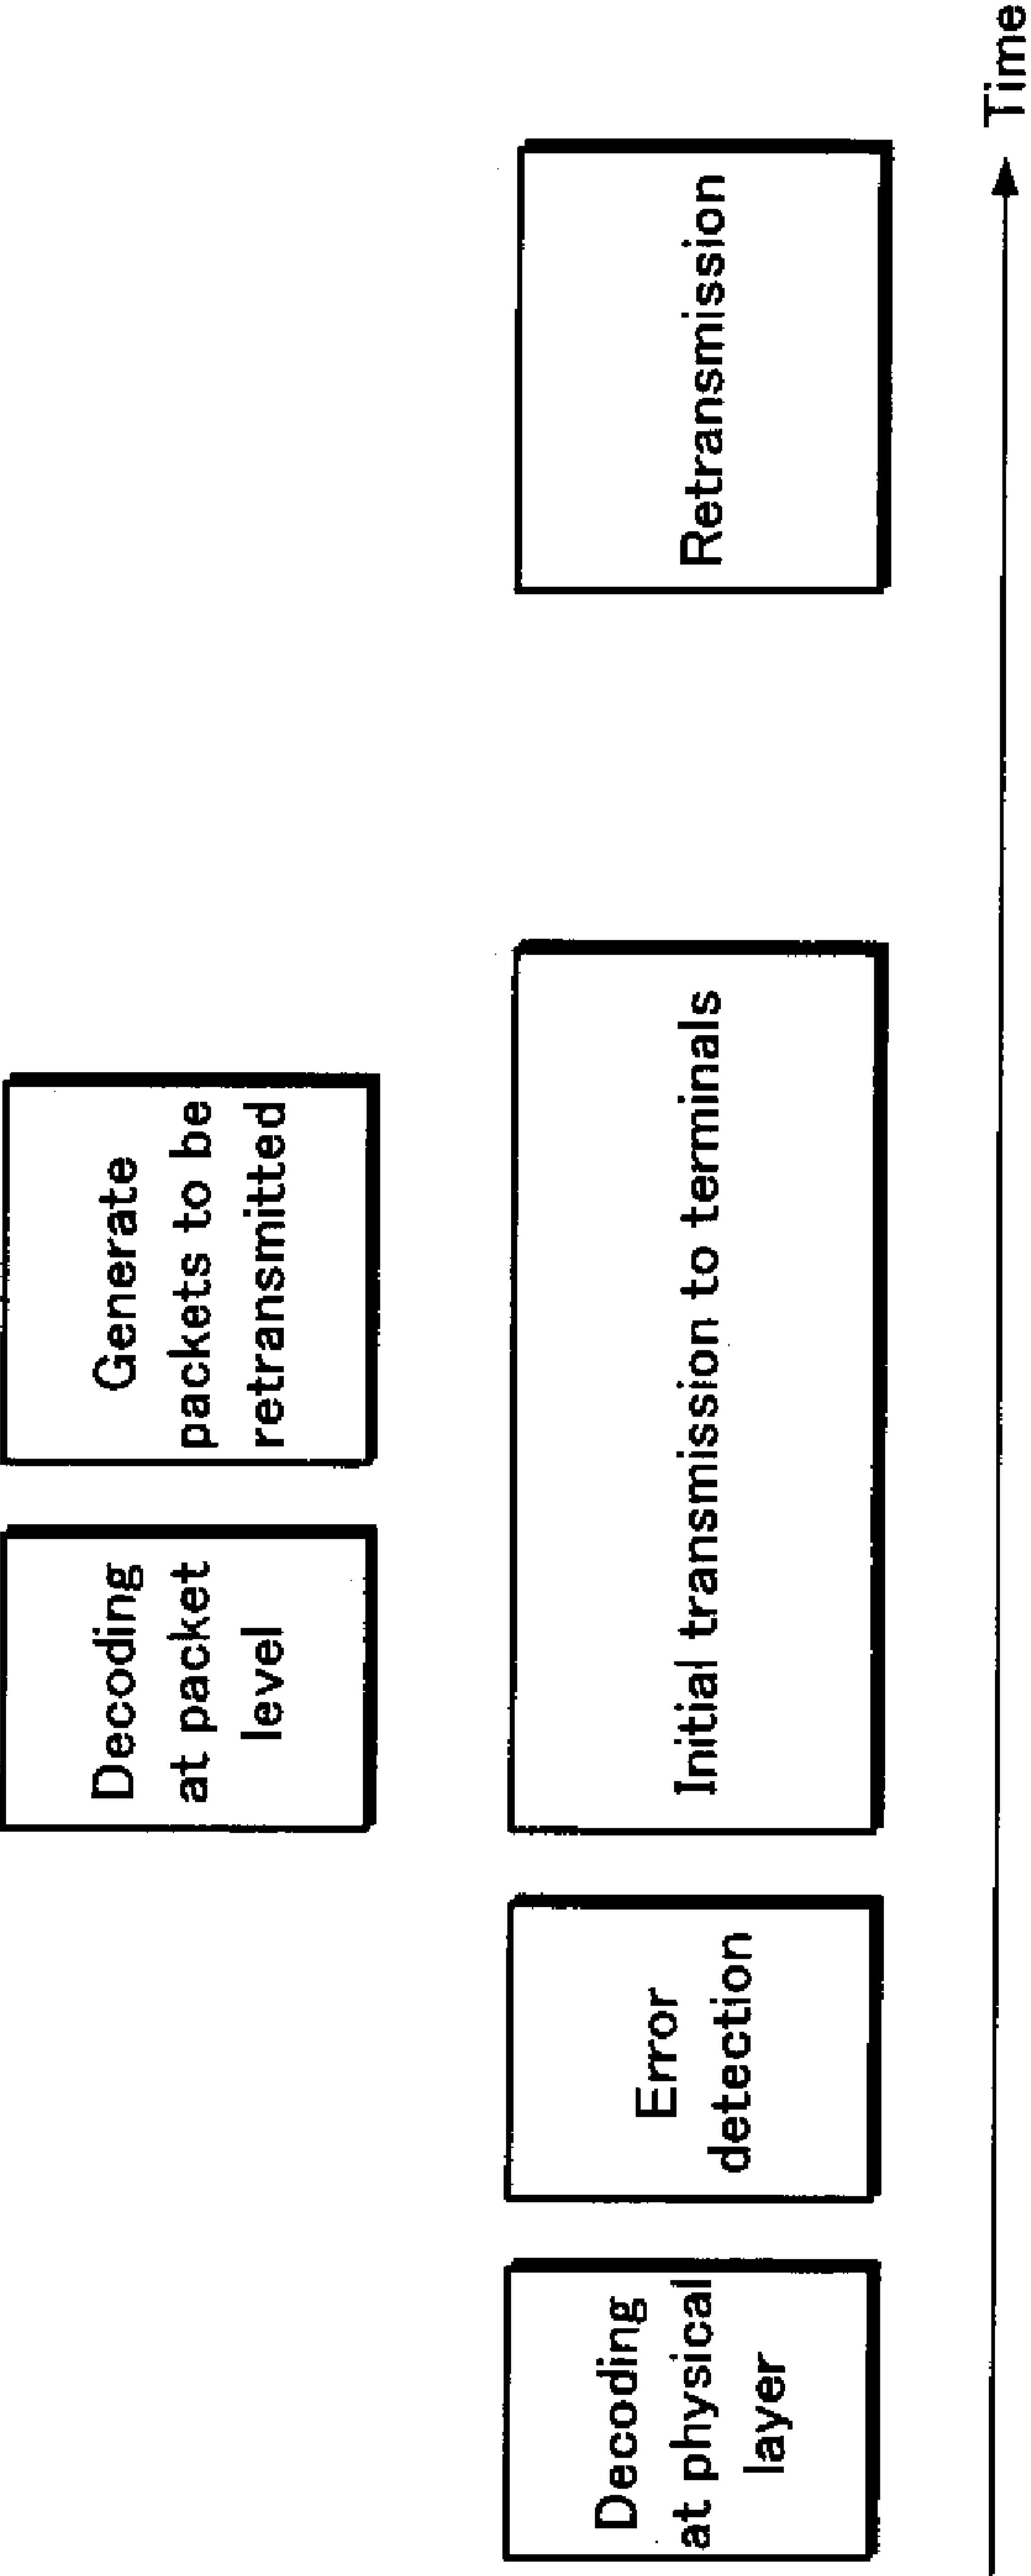 Decoding
at packet
level
Generate
packets to be
retransmitted
Decoding
at physical
layer
Error
detection
Initial transmission to terminals
Retransmission
Time